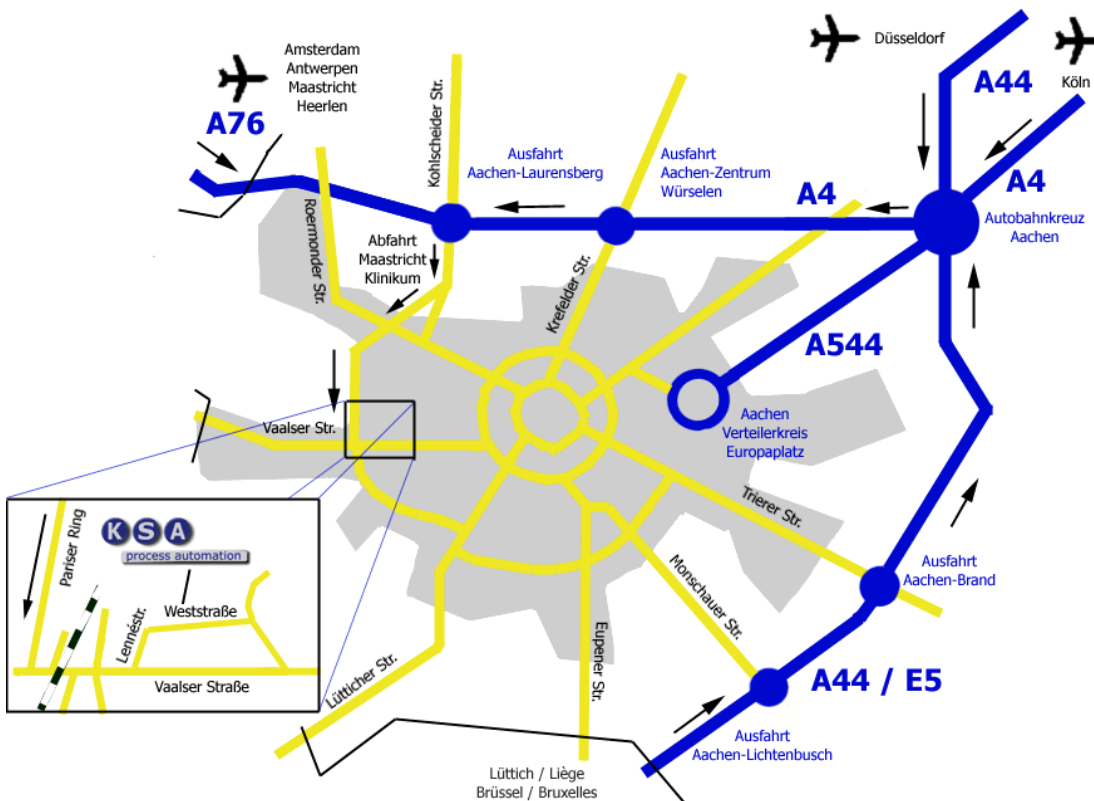 Amsterdam
Antwerpen
Maastricht
Heerlen
A76
Kohlscheider Str.
Düsseldorf
Köln
A44
A4
Autobahnkreuz
Aachen
A4
Ausfahrt
Aachen-Zentrum
Würselen
Ausfahrt
Aachen-Laurensberg
Roermonder Str.
Abfahrt
Maastricht
Klinikum
Krefelder Str.
A544
Aachen
Verteilerkreis
Europaplatz
Vaalser Str.
Trierer Str.
Ausfahrt
Aachen-Brand
Monschauer Str.
Eupener Str.
Lütticher Str.
A44 / E5
Ausfahrt
Aachen-Lichtenbusch
Lüttich / Liège
Brüssel / Bruxelles
Pariser Ring
KSA
process automation
Weststraße
Lennéstr.
Vaalser Straße